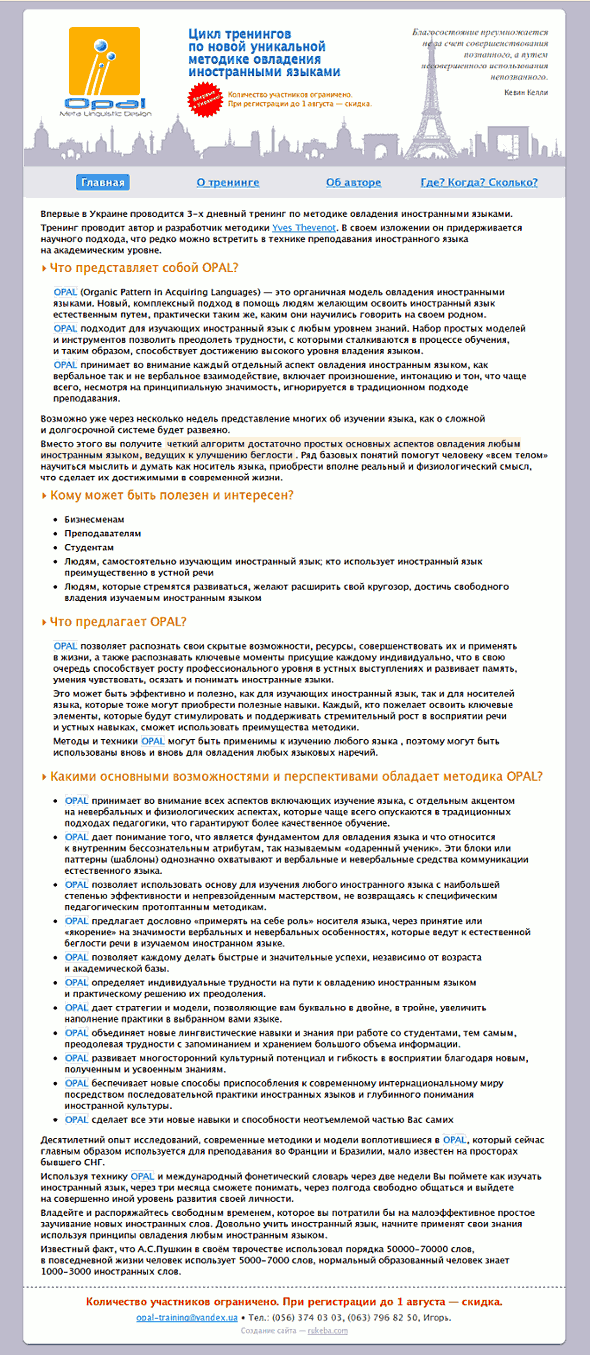 Opal
Meta Linguistic Design
Цикл тренингов
по новой уникальной
методике овладения
иностранными языками
Впервые
в Украине
Количество участников ограничено.
При регистрации до 1 августа — скидка.
Благосостояние преумножается
не за счет совершенствования
познанного, а путем
несовершенного использования
непознанного.
Кевин Келли
Главная
О тренинге
Об авторе
Где? Когда? Сколько?
Впервые в Украине проводится 3-х дневный тренинг по методике овладения иностранными языками.
Тренинг проводит автор и разработчик методики Yves Thevenot. В своем изложении он придерживается
научного подхода, что редко можно встретить в технике преподавания иностранного языка
на академическим уровне.
Что представляет собой OPAL?
OPAL (Organic Pattern in Acquiring Languages) — это органичная модель овладения иностранными
языками. Новый, комплексный подход в помощь людям желающим освоить иностранный язык
естественным путем, практически таким же, каким они научились говорить на своем родном.
OPAL подходит для изучающих иностранный язык с любым уровнем знаний. Набор простых моделей
и инструментов позволить преодолеть трудности, с которыми сталкиваются в процессе обучения,
и таким образом, способствует достижению высокого уровня владения языком.
OPAL принимает во внимание каждый отдельный аспект овладения иностранным языком, как
вербальное так и не вербальное взаимодействие, включает произношение, интонацию и тон, что чаще
всего, несмотря на принципиальную значимость, игнорируется в традиционном подходе
преподавания.
Возможно уже через несколько недель представление многих об изучении языка, как о сложной
и долгосрочной системе будет развеяно.
Вместо этого вы получите четкий алгоритм достаточно простых основных аспектов овладения любым
иностранным языком, ведущих к улучшению беглости . Ряд базовых понятий помогут человеку «всем телом»
научиться мыслить и думать как носитель языка, приобрести вполне реальный и физиологический смысл,
что сделает их достижимыми в современной жизни.
Кому может быть полезен и интересен?
• Бизнесменам
• Преподавателям
• Студентам
• Людям, самостоятельно изучающим иностранный язык; кто использует иностранный язык
преимущественно в устной речи
• Людям, которые стремятся развиваться, желают расширить свой кругозор, достичь свободного
владения изучаемым иностранным языком
Что предлагает OPAL?
OPAL позволяет распознать свои скрытые возможности, ресурсы, совершенствовать их и применять
в жизни, а также распознавать ключевые моменты присущие каждому индивидуально, что в свою
очередь способствует росту профессионального уровня в устных выступлениях и развивает память,
умения чувствовать, осязать и понимать иностранные языки.
Это может быть эффективно и полезно, как для изучающих иностранный язык, так и для носителей
языка, которые тоже могут приобрести полезные навыки. Каждый, кто пожелает освоить ключевые
элементы, которые будут стимулировать и поддерживать стремительный рост в восприятии речи
и устных навыках, сможет использовать преимущества методики.
Методы и техники OPAL могут быть применимы к изучению любого языка , поэтому могут быть
использованы вновь и вновь для овладения любых языковых наречий.
Какими основными возможностями и перспективами обладает методика OPAL?
• OPAL принимает во внимание всех аспектов включающих изучение языка, с отдельным акцентом
на невербальных и физиологических аспектах, которые чаще всего опускаются в традиционных
подходах педагогики, что гарантируют более качественное обучение.
• OPAL дает понимание того, что является фундаментом для овладения языка и что относится
к внутренним бессознательным атрибутам, так называемым «одаренный ученик». Эти блоки или
паттерны (шаблоны) однозначно охватывают и вербальные и невербальные средства коммуникации
естественного языка.
• OPAL позволяет использовать основу для изучения любого иностранного языка с наибольшей
степенью эффективности и непревзойденным мастерством, не возвращаясь к специфическим
педагогическим протоптанным методикам.
• OPAL предлагает дословно «примерять на себе роль» носителя языка, через принятие или
«якорение» на значимости вербальных и невербальных особенностях, которые ведут к естественной
беглости речи в изучаемом иностранном языке.
• OPAL позволяет каждому делать быстрые и значительные успехи, независимо от возраста
и академической базы.
• OPAL определяет индивидуальные трудности на пути к овладению иностранным языком
и практическому решению их преодоления.
• OPAL дает стратегии и модели, позволяющие вам буквально в двойне, в тройне, увеличить
наполнение практики в выбранном вами языке.
• OPAL объединяет новые лингвистические навыки и знания при работе со студентами, тем самым,
преодолевая трудности с запоминанием и хранением большого объема информации.
• OPAL развивает многосторонний культурный потенциал и гибкость в восприятии благодаря новым,
полученным и усвоенным знаниям.
• OPAL беспечивает новые способы приспособления к современному интернациональному миру
посредством последовательной практики иностранных языков и глубинного понимания
иностранной культуры.
• OPAL сделает все эти новые навыки и способности неотъемлемой частью Вас самих
Десятилетний опыт исследований, современные методики и модели воплотившиеся в OPAL, который сейчас
главным образом используется для преподавания во Франции и Бразилии, мало известен на просторах
бывшего СНГ.
Используя технику OPAL и международный фонетический словарь через две недели Вы поймете как изучать
иностранный язык, через три месяца сможете понимать, через полгода свободно общаться и выйдете
на совершенно иной уровень развития своей личности.
Владейте и распоряжайтесь свободным временем, которое вы потратили бы на малоэффективное простое
заучивание новых иностранных слов. Довольно учить иностранный язык, начните применят свои знания
используя принципы овладения любым иностранным языком.
Известный факт, что А.С.Пушкин в своём тврочестве использовал порядка 50000–70000 слов,
в повседневной жизни человек использует 5000–7000 слов, нормальный образованный человек знает
1000–3000 иностранных слов.
Количество участников ограничено. При регистрации до 1 августа — скидка.
opal-training@yandex.ua • Тел.: (056) 374 03 03, (063) 796 82 50, Игорь.
Создание сайта — rukeba.com